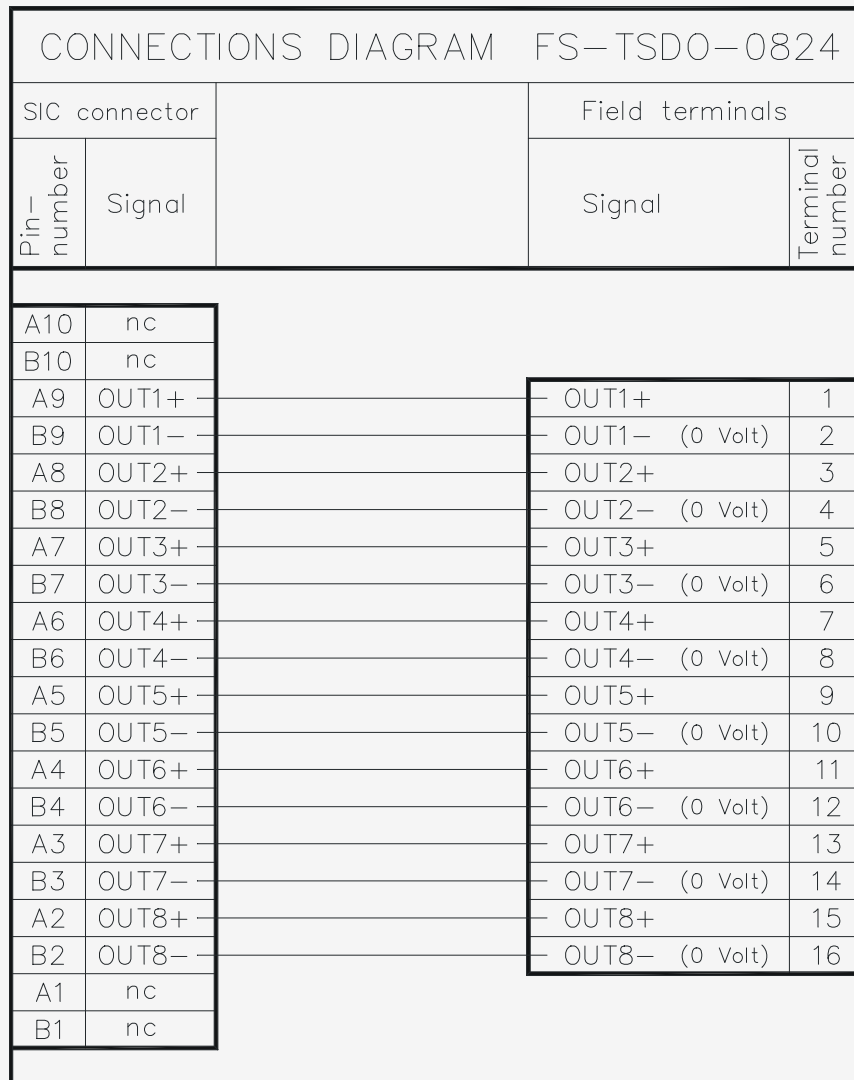 CONNECTIONS DIAGRAM FS-TSDO-0824
SIC connector Field terminals
Pin-
number
Signal
Signal
Terminal
number
A10 nc
B10 nc
A9 OUT1+ OUT1+ 1
B9 OUT1- OUT1- (0 Volt) 2
A8 OUT2+ OUT2+ 3
B8 OUT2- OUT2- (0 Volt) 4
A7 OUT3+ OUT3+ 5
B7 OUT3- OUT3- (0 Volt) 6
A6 OUT4+ OUT4+ 7
B6 OUT4- OUT4- (0 Volt) 8
A5 OUT5+ OUT5+ 9
B5 OUT5- OUT5- (0 Volt) 10
A4 OUT6+ OUT6+ 11
B4 OUT6- OUT6- (0 Volt) 12
A3 OUT7+ OUT7+ 13
B3 OUT7- OUT7- (0 Volt) 14
A2 OUT8+ OUT8+ 15
B2 OUT8- OUT8- (0 Volt) 16
A1 nc
B1 nc